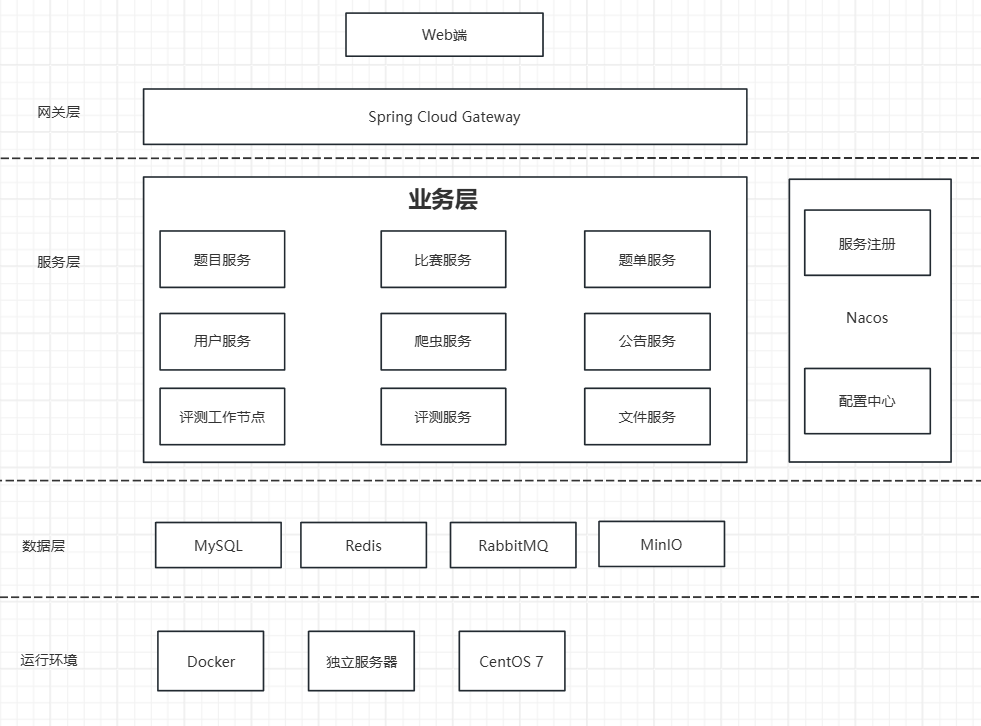 Web端
网关层
Spring Cloud Gateway
业务层
服务层
题目服务
比赛服务
题单服务
用户服务
爬虫服务
公告服务
评测工作节点
评测服务
文件服务
服务注册
Nacos
配置中心
数据层
MySQL
Redis
RabbitMQ
MinIO
运行环境
Docker
独立服务器
CentOS 7